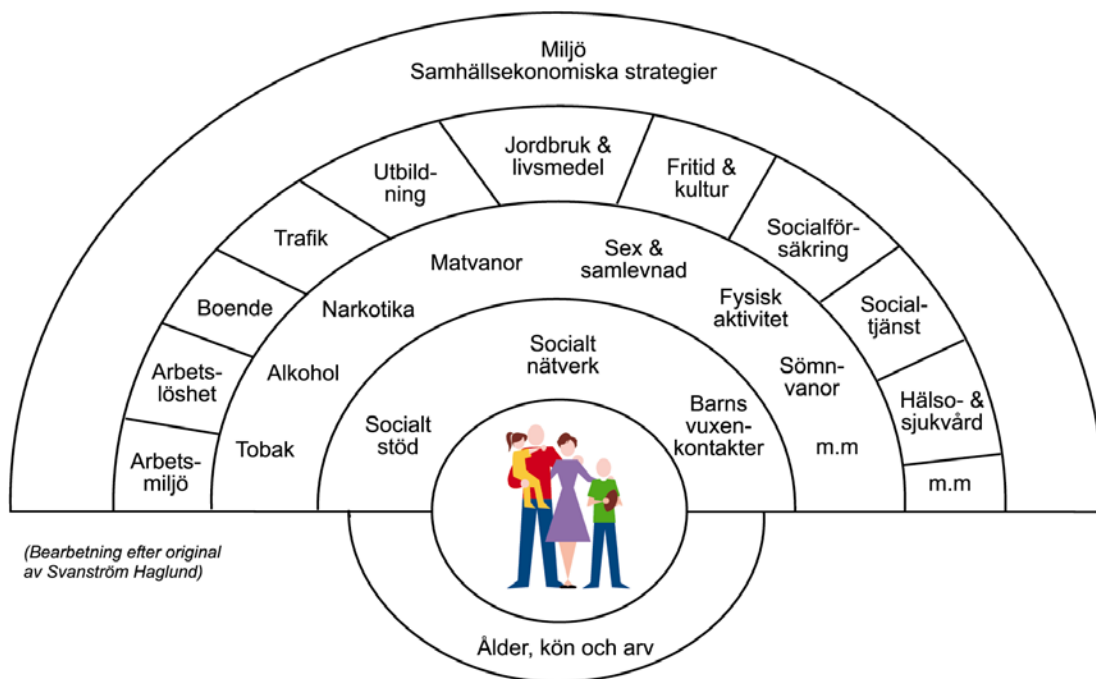 Miljö
Samhällsekonomiska strategier
Jordbruk &
livsmedel
Utbild-
ning
Fritid &
kultur
Trafik
Socialför-
säkring
Boende
Social-
tjänst
Arbets-
löshet
Hälso- &
sjukvård
Arbets-
miljö
m.m
Matvanor
Sex &
samlevnad
Narkotika
Fysisk
aktivitet
Alkohol
Sömn-
vanor
Tobak
m.m
Socialt
nätverk
Socialt
stöd
Barns
vuxen-
kontakter
(Bearbetning efter original
av Svanström Haglund)
Ålder, kön och arv